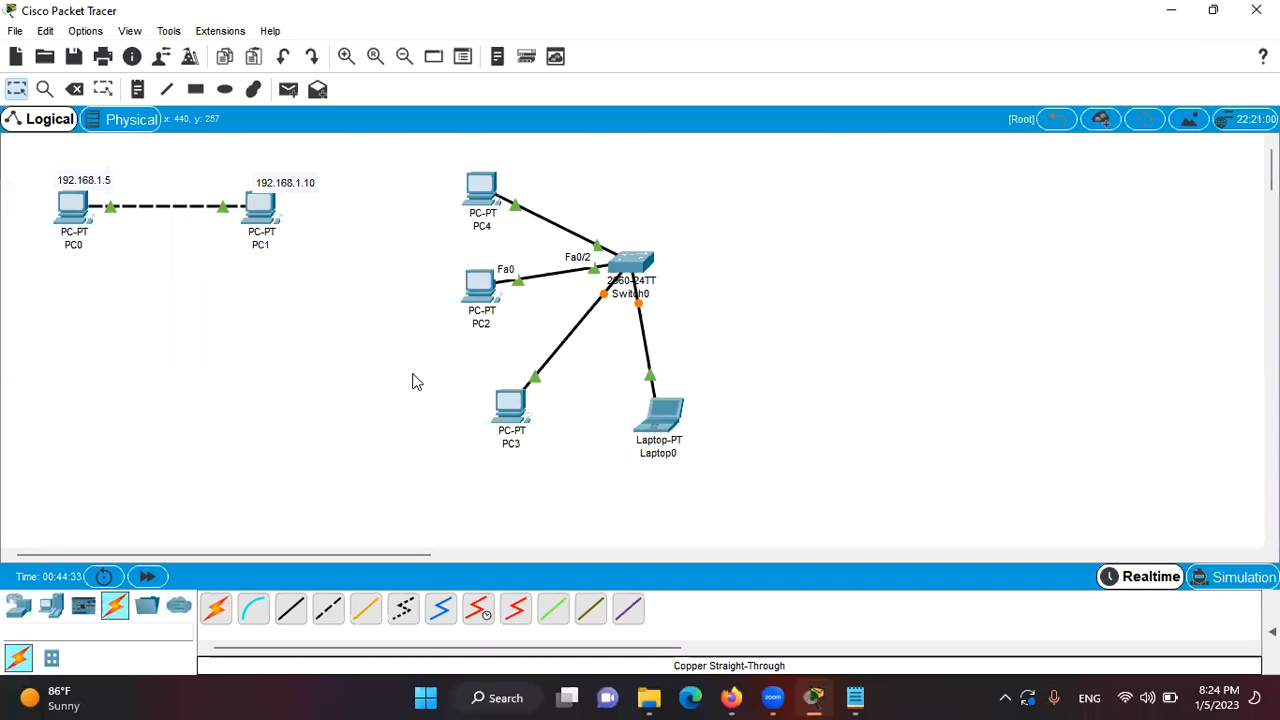 Cisco Packet Tracer
File Edit Options View Tools Extensions Help
Logical Physical x: 440, y: 257 [Root] 22:21:00
192.168.1.5
192.168.1.10
PC-PT
PC0
PC-PT
PC1
PC-PT
PC4
Fa0/2
Fa0
PC-PT
PC2
2960-24TT
Switch0
PC-PT
PC3
Laptop-PT
Laptop0
Time: 00:44:33 Realtime Simulation
Copper Straight-Through
86°F
Sunny
Search
zoom
ENG
8:24 PM
1/5/2023